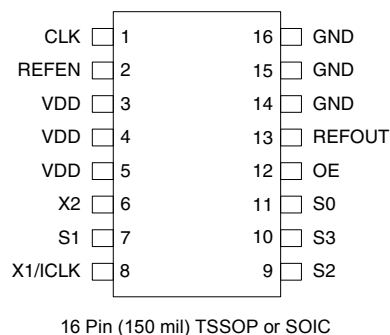 CLK 1 16 GND
REFEN 2 15 GND
VDD 3 14 GND
VDD 4 13 REFOUT
VDD 5 12 OE
X2 6 11 S0
S1 7 10 S3
X1/ICLK 8 9 S2
16 Pin (150 mil) TSSOP or SOIC